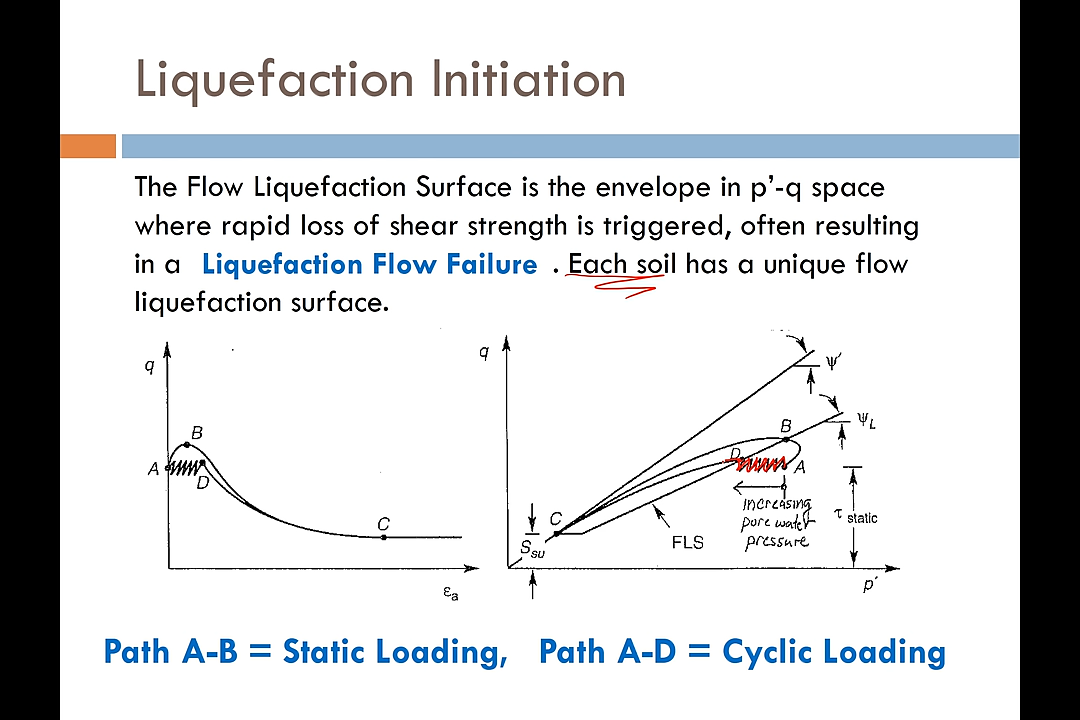 Liquefaction Initiation
The Flow Liquefaction Surface is the envelope in p'-q space
where rapid loss of shear strength is triggered, often resulting
in a Liquefaction Flow Failure . Each soil has a unique flow
liquefaction surface.
q
B
A
D
C
εa
q
ψ'
ψL
B
D
A
C
Ssu
FLS
increasing
pore water
pressure
τ static
p'
Path A-B = Static Loading, Path A-D = Cyclic Loading